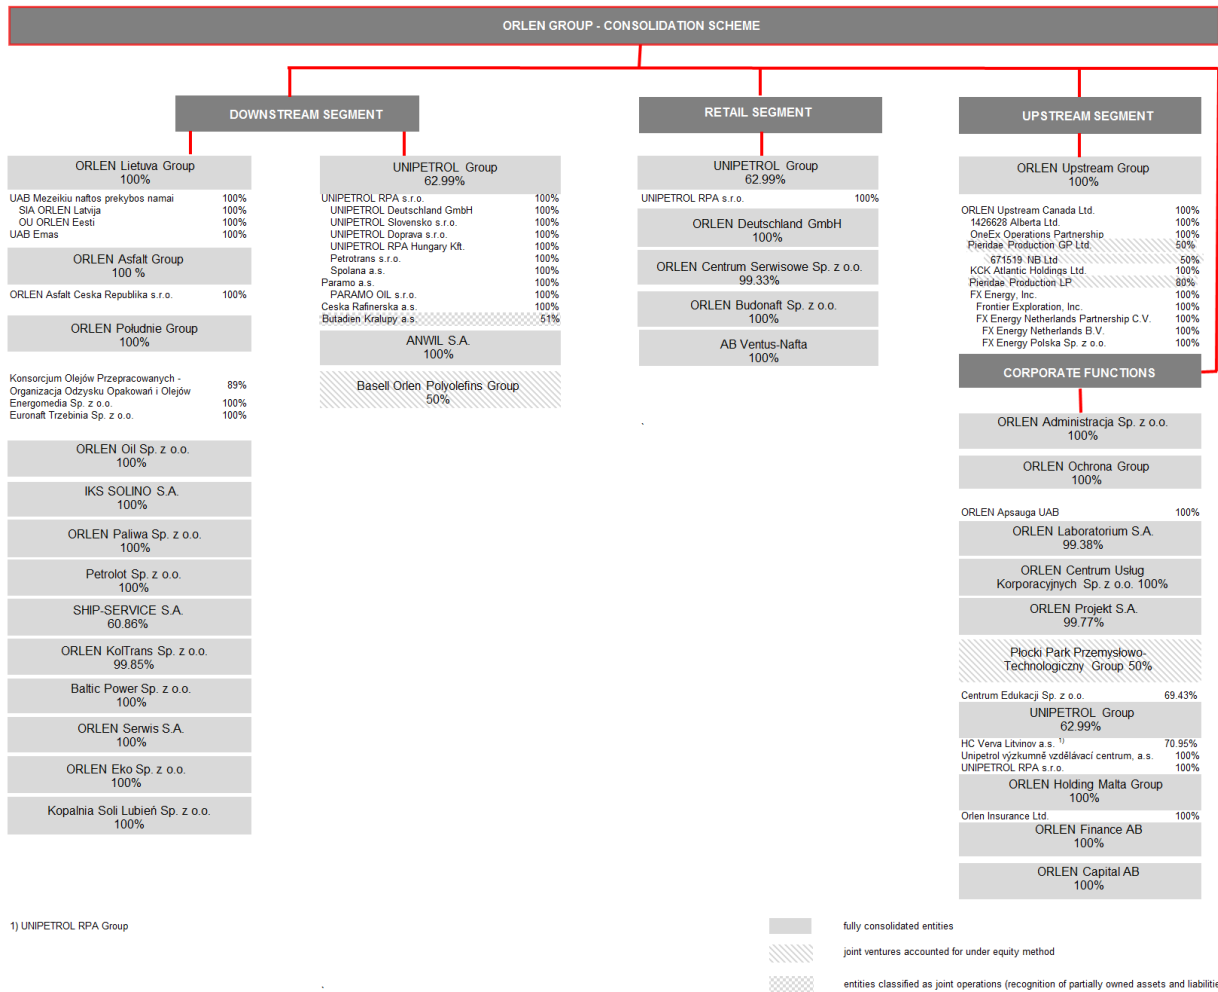 ORLEN GROUP - CONSOLIDATION SCHEME
DOWNSTREAM SEGMENT
ORLEN Lietuva Group
100%
UAB Mezeikiu naftos prekybos namai 100%
SIA ORLEN Latvija 100%
OU ORLEN Eesti 100%
UAB Emas 100%
ORLEN Asfalt Group
100 %
ORLEN Asfalt Ceska Republika s.r.o. 100%
ORLEN Południe Group
100%
Konsorcjum Olejów Przepracowanych -
Organizacja Odzysku Opakowań i Olejów 89%
Energomedia Sp. z o.o. 100%
Euronaft Trzebinia Sp. z o.o. 100%
ORLEN Oil Sp. z o.o.
100%
IKS SOLINO S.A.
100%
ORLEN Paliwa Sp. z o.o.
100%
Petrolot Sp. z o.o.
100%
SHIP-SERVICE S.A.
60.86%
ORLEN KolTrans Sp. z o.o.
99.85%
Baltic Power Sp. z o.o.
100%
ORLEN Serwis S.A.
100%
ORLEN Eko Sp. z o.o.
100%
Kopalnia Soli Lubień Sp. z o.o.
100%
UNIPETROL Group
62.99%
UNIPETROL RPA s.r.o. 100%
UNIPETROL Deutschland GmbH 100%
UNIPETROL Slovensko s.r.o. 100%
UNIPETROL Doprava s.r.o. 100%
UNIPETROL RPA Hungary Kft. 100%
Petrotrans s.r.o. 100%
Spolana a.s. 100%
Paramo a.s. 100%
PARAMO OIL s.r.o. 100%
Ceska Rafinerska a.s. 100%
Butadien Kralupy a.s. 51%
ANWIL S.A.
100%
Basell Orlen Polyolefins Group
50%
RETAIL SEGMENT
UNIPETROL Group
62.99%
UNIPETROL RPA s.r.o. 100%
ORLEN Deutschland GmbH
100%
ORLEN Centrum Serwisowe Sp. z o.o.
99.33%
ORLEN Budonaft Sp. z o.o.
100%
AB Ventus-Nafta
100%
UPSTREAM SEGMENT
ORLEN Upstream Group
100%
ORLEN Upstream Canada Ltd. 100%
1426628 Alberta Ltd. 100%
OneEx Operations Partnership 100%
Pieridae Production GP Ltd. 50%
671519 NB Ltd 50%
KCK Atlantic Holdings Ltd. 100%
Pieridae Production LP 80%
FX Energy, Inc. 100%
Frontier Exploration, Inc. 100%
FX Energy Netherlands Partnership C.V. 100%
FX Energy Netherlands B.V. 100%
FX Energy Polska Sp. z o.o. 100%
CORPORATE FUNCTIONS
ORLEN Administracja Sp. z o.o.
100%
ORLEN Ochrona Group
100%
ORLEN Apsauga UAB 100%
ORLEN Laboratorium S.A.
99.38%
ORLEN Centrum Usług
Korporacyjnych Sp. z o.o. 100%
ORLEN Projekt S.A.
99.77%
Płocki Park Przemysłowo-
Technologiczny Group 50%
Centrum Edukacji Sp. z o.o. 69.43%
UNIPETROL Group
62.99%
HC Verva Litvinov a.s. 1) 70.95%
Unipetrol výzkumně vzdělávací centrum, a.s. 100%
UNIPETROL RPA s.r.o. 100%
ORLEN Holding Malta Group
100%
Orlen Insurance Ltd. 100%
ORLEN Finance AB
100%
ORLEN Capital AB
100%
1) UNIPETROL RPA Group
fully consolidated entities
joint ventures accounted for under equity method
entities classified as joint operations (recognition of partially owned assets and liabilitie